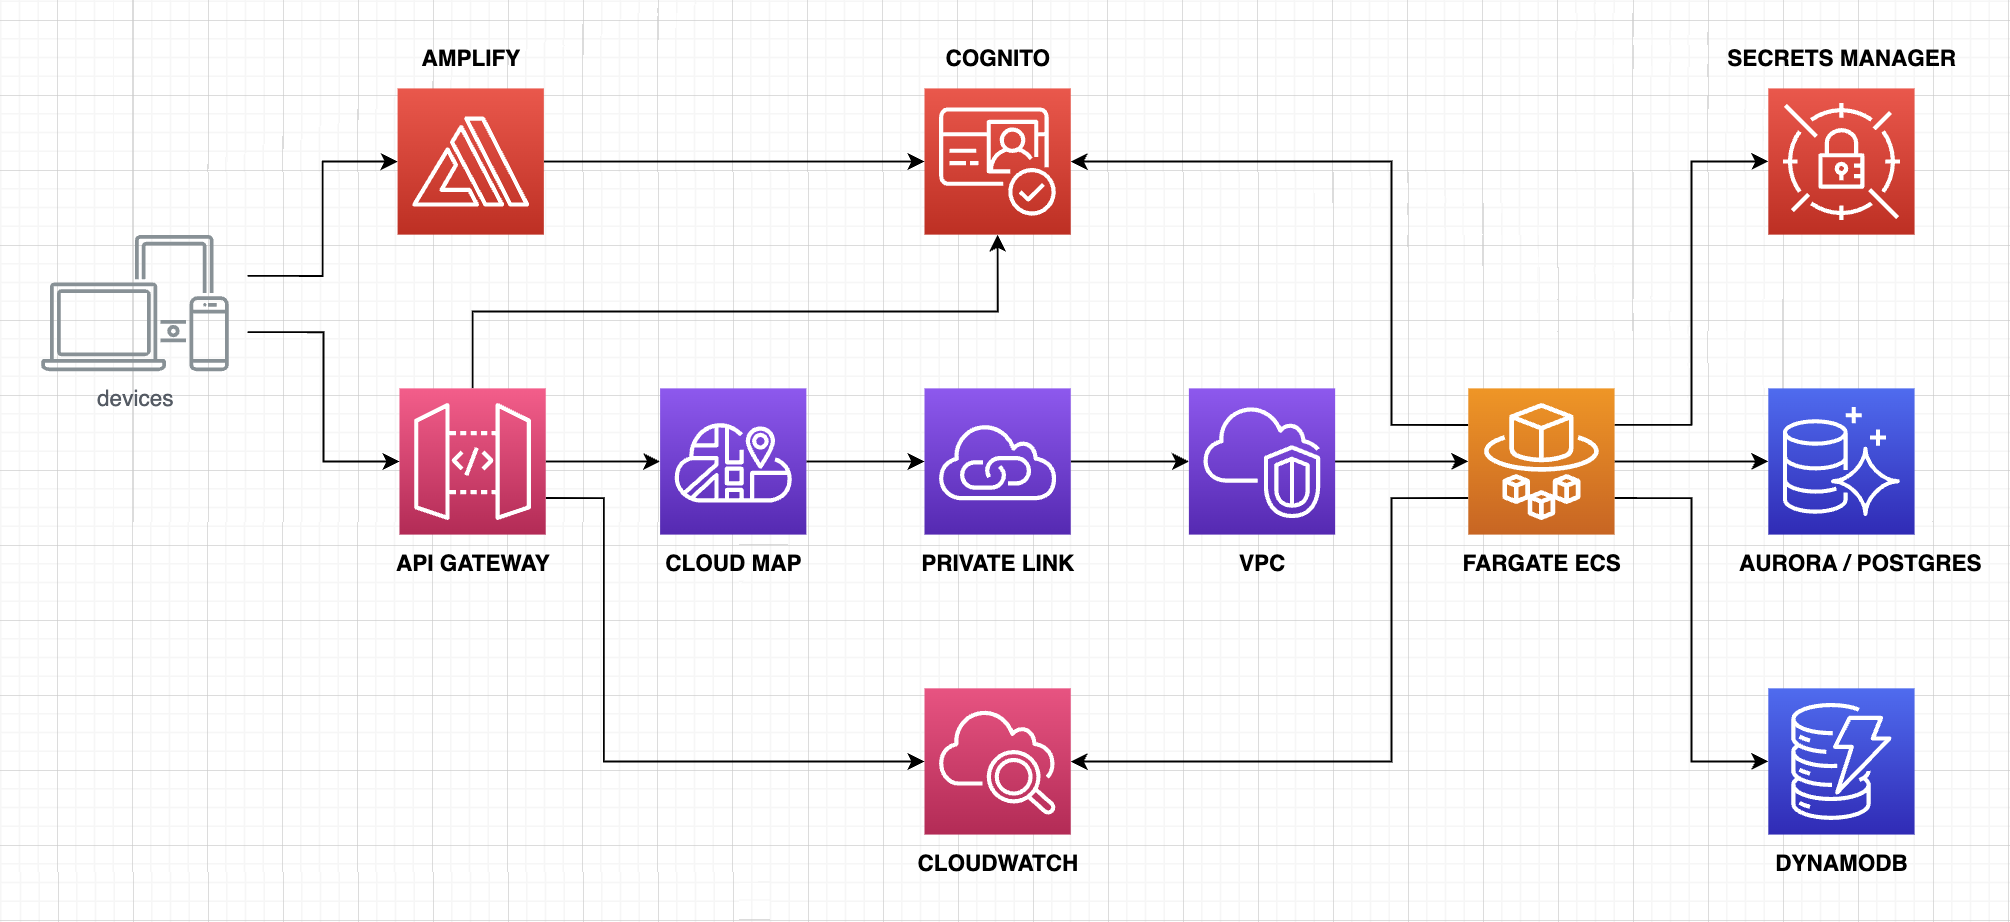 AMPLIFY
COGNITO
SECRETS MANAGER
devices
</>
API GATEWAY
CLOUD MAP
PRIVATE LINK
VPC
FARGATE ECS
AURORA / POSTGRES
CLOUDWATCH
DYNAMODB